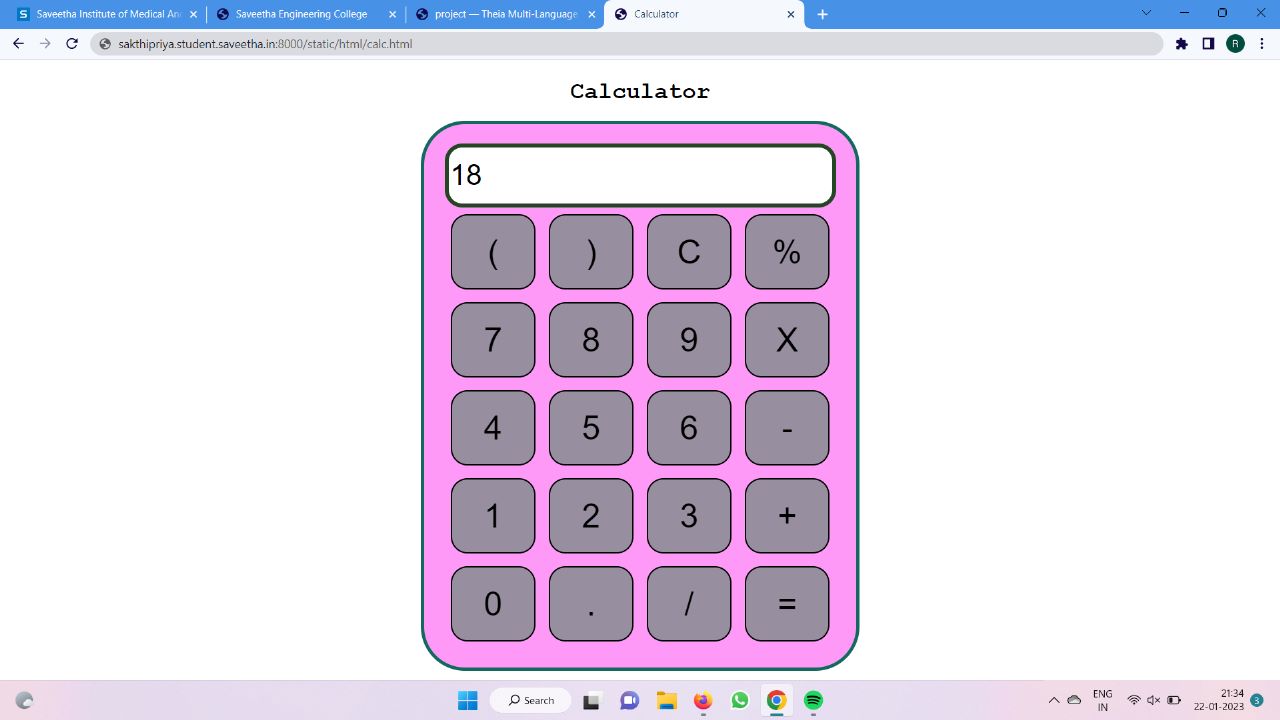 Saveetha Institute of Medical An
Saveetha Engineering College
project — Theia Multi-Language
Calculator
sakthipriya.student.saveetha.in:8000/static/html/calc.html
R
Calculator
18
( ) C %
7 8 9 X
4 5 6 -
1 2 3 +
0 . / =
Search
ENG
IN
21:34
22-01-2023
3